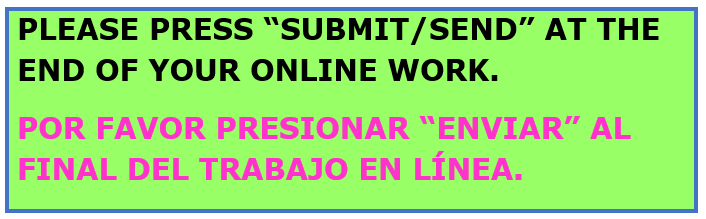 PLEASE PRESS “SUBMIT/SEND” AT THE
END OF YOUR ONLINE WORK.
POR FAVOR PRESIONAR “ENVIAR” AL
FINAL DEL TRABAJO EN LÍNEA.